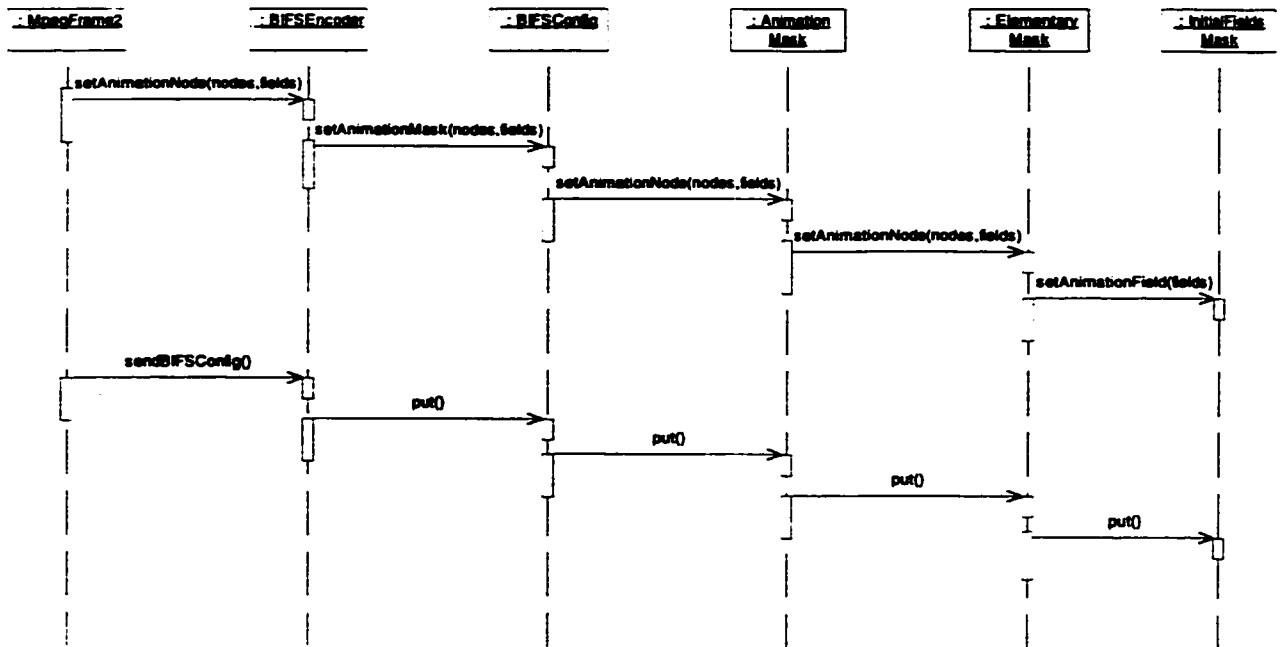 : MpegFrame2
: BIFSEncoder
: BIFSConfig
: Animation
Mask
: Elementary
Mask
: InitialFields
Mask
setAnimationNode(nodes,fields)
setAnimationMask(nodes,fields)
setAnimationNode(nodes,fields)
setAnimationNode(nodes,fields)
setAnimationField(fields)
sendBIFSConfig()
put()
put()
put()
put()